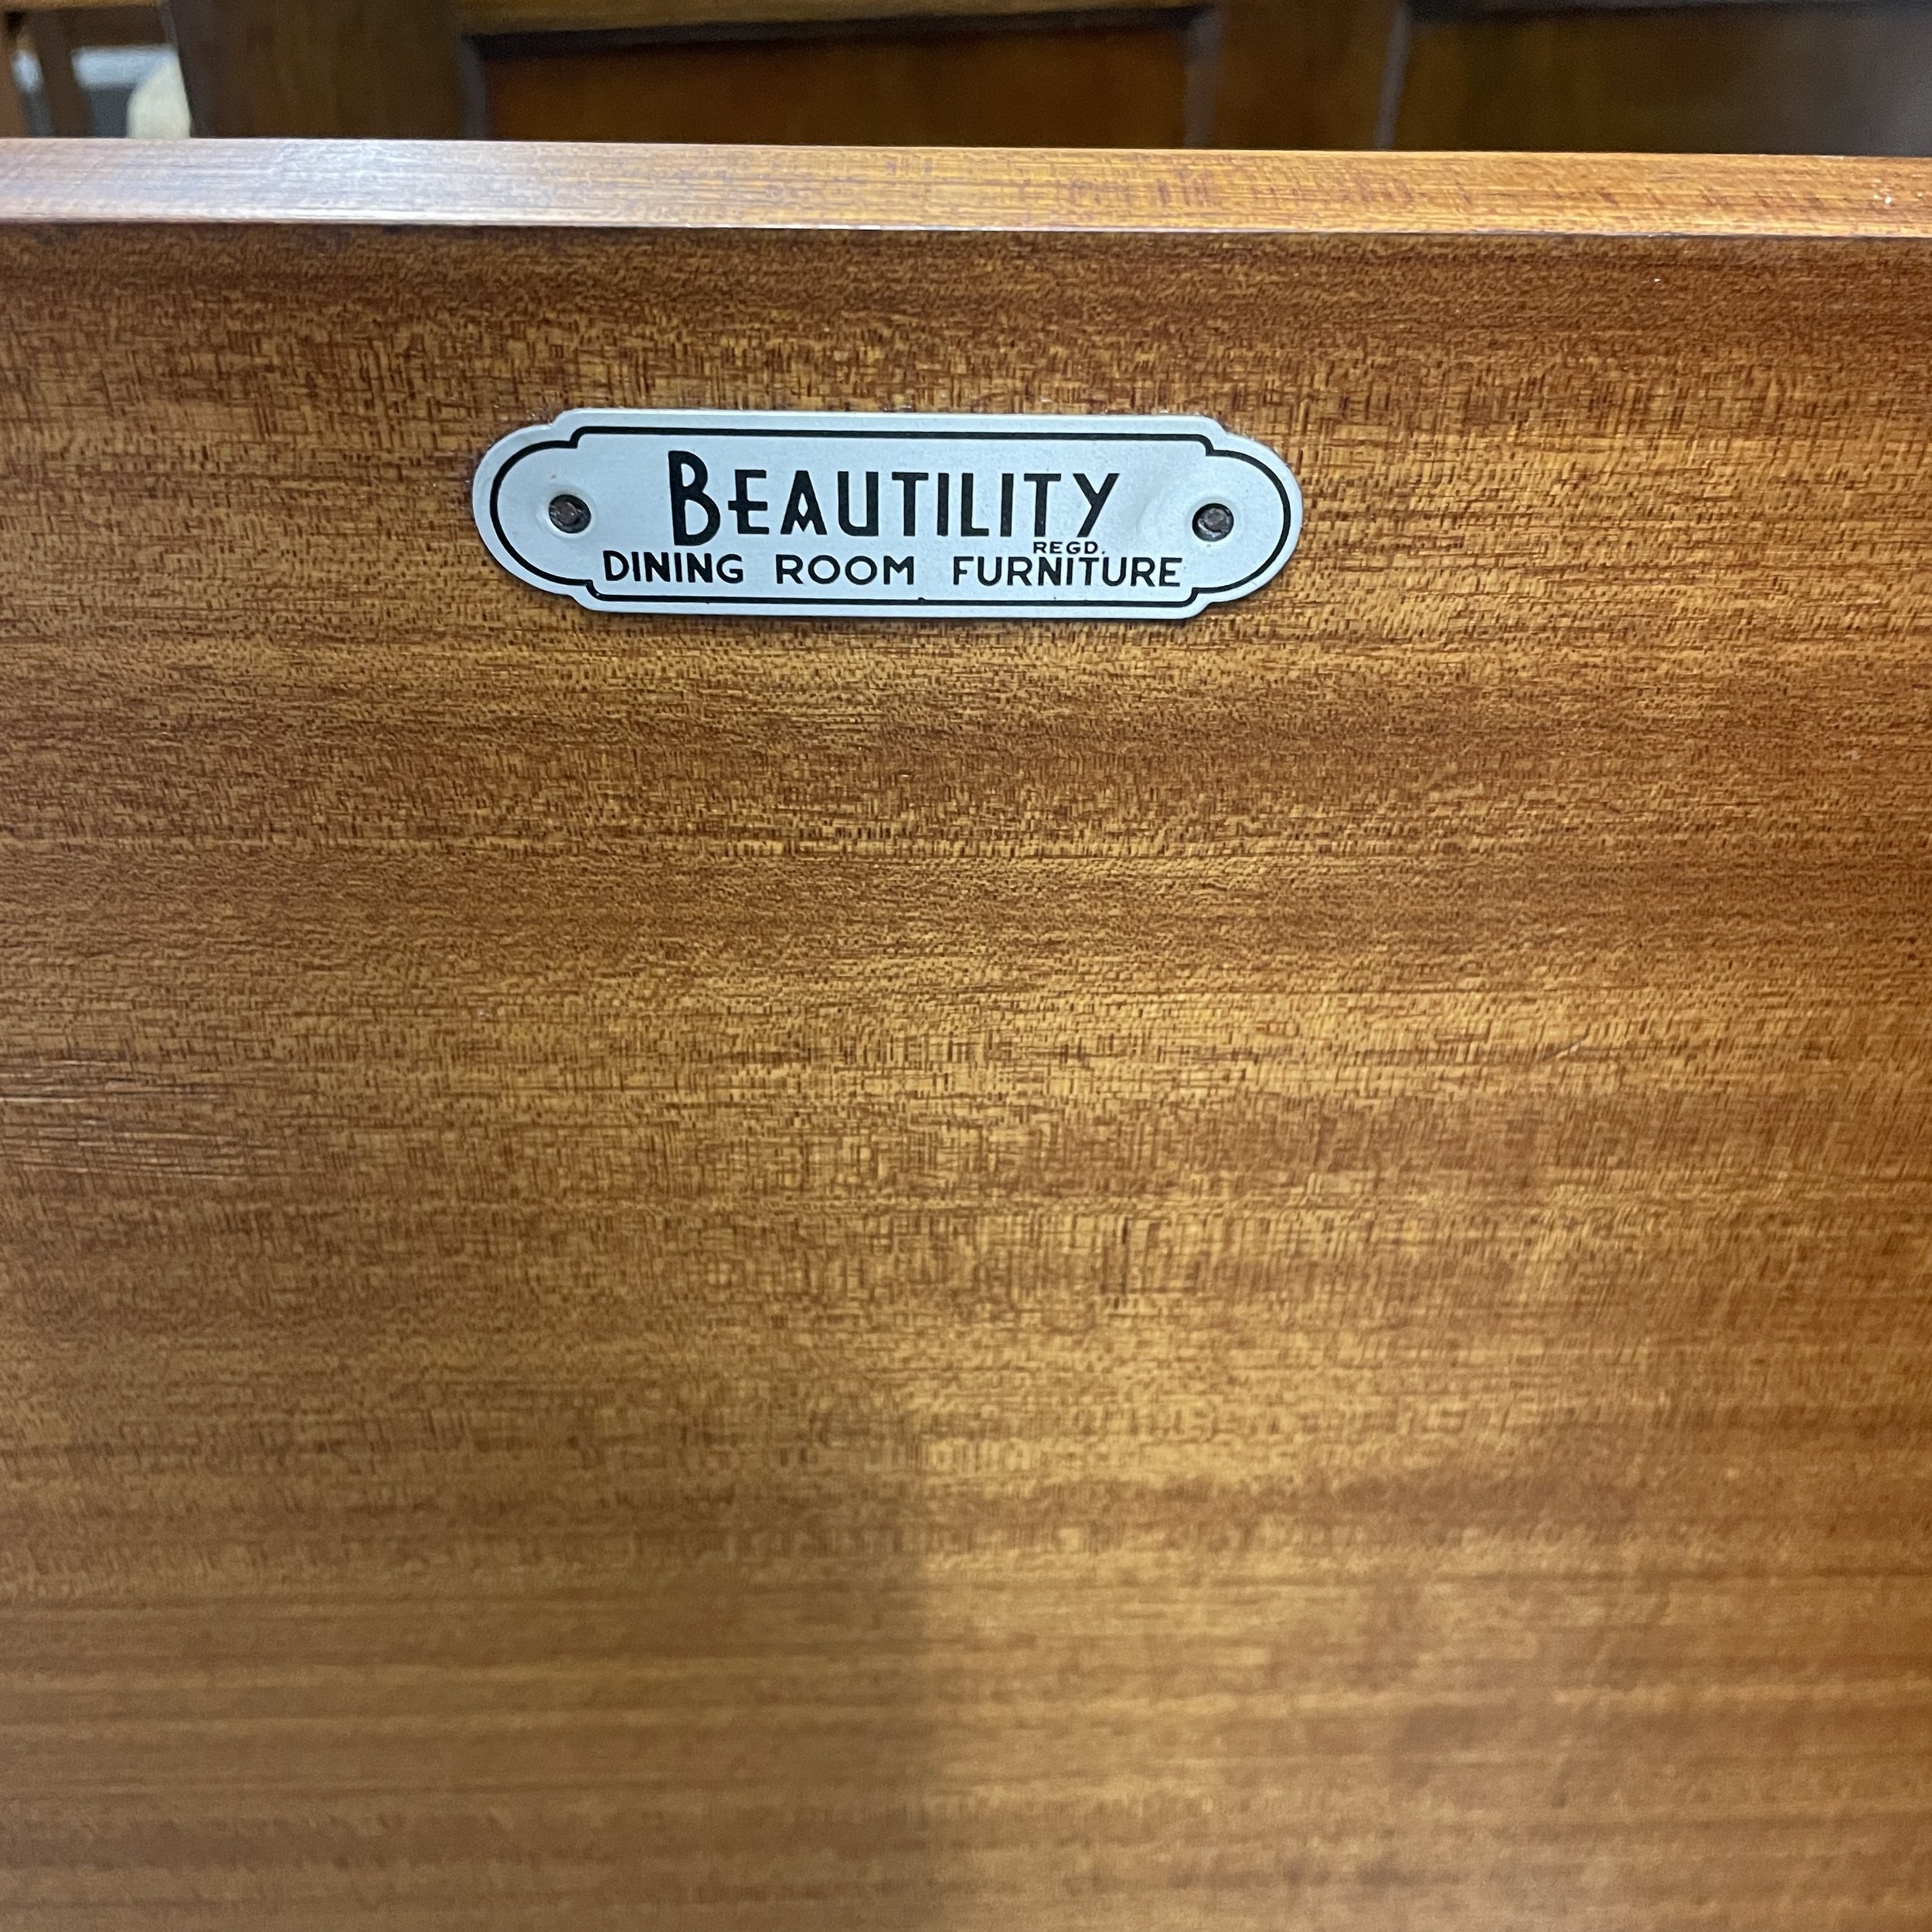 BEAUTILITY
REGD.
DINING ROOM FURNITURE